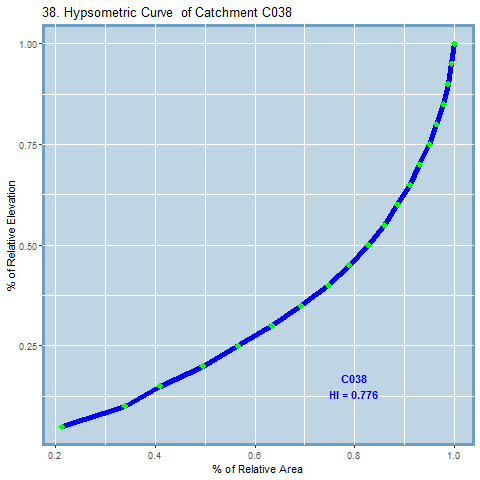 38. Hypsometric Curve  of Catchment C038
% of Relative Elevation
1.00
0.75
0.50
0.25
C038
HI = 0.776
0.2 0.4 0.6 0.8 1.0
% of Relative Area